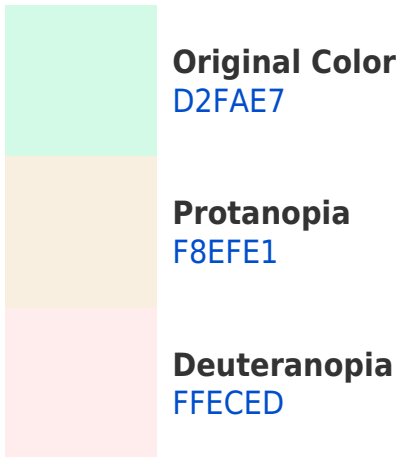 Original Color
D2FAE7
Protanopia
F8EFE1
Deuteranopia
FFECED